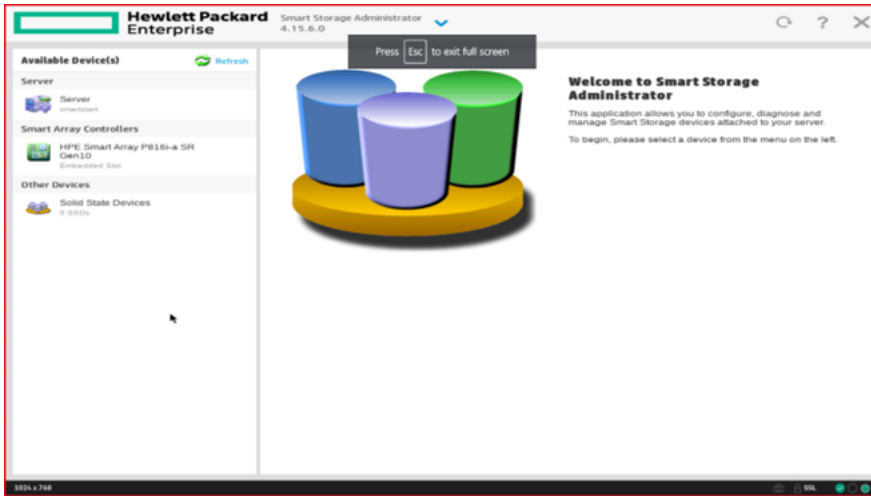 Hewlett Packard
Enterprise
Smart Storage Administrator
4.15.6.0
Press Esc to exit full screen
Available Device(s)
Refresh
Server
Server
smartstart
Smart Array Controllers
HPE Smart Array P816i-a SR
Gen10
Embedded Slot
Other Devices
Solid State Devices
9 SSDs
Welcome to Smart Storage
Administrator
This application allows you to configure, diagnose and
manage Smart Storage devices attached to your server.
To begin, please select a device from the menu on the left.
1024 x 768
SSL